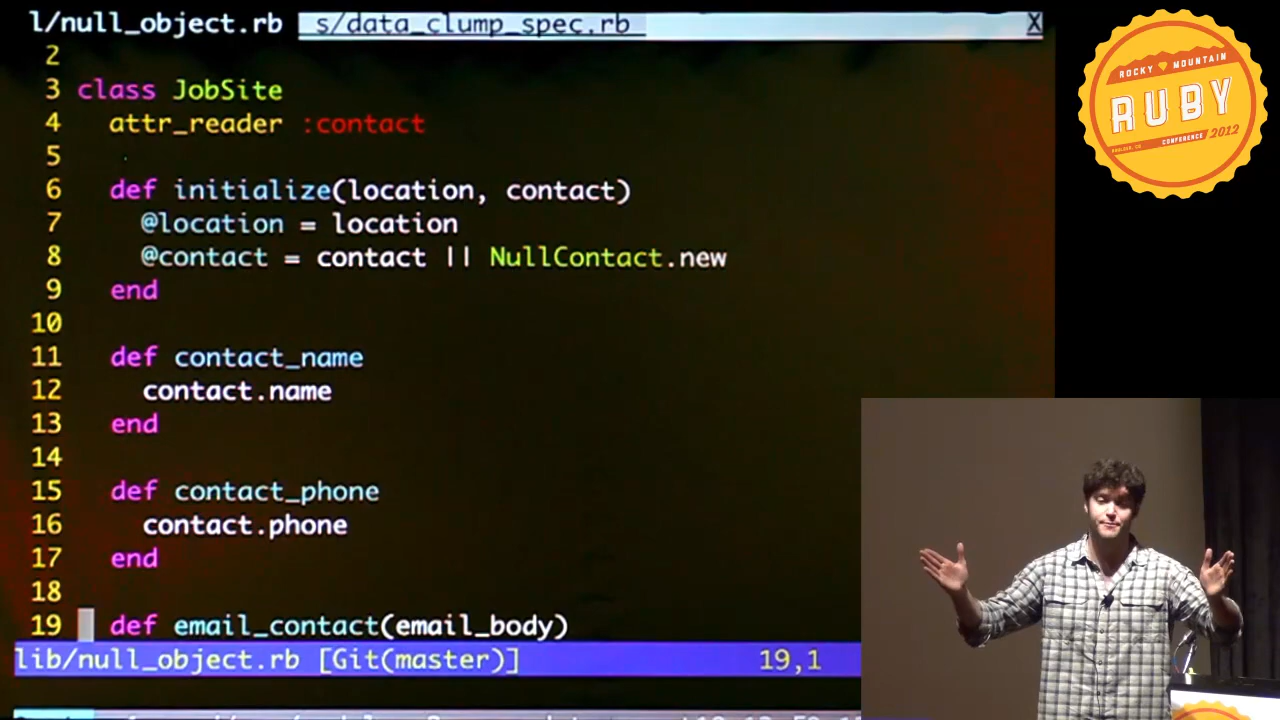 l/null_object.rb s/data_clump_spec.rb X
2
3 class JobSite
4 attr_reader :contact
5
6 def initialize(location, contact)
7 @location = location
8 @contact = contact || NullContact.new
9 end
10
11 def contact_name
12 contact.name
13 end
14
15 def contact_phone
16 contact.phone
17 end
18
19 def email_contact(email_body)
lib/null_object.rb [Git(master)] 19,1
ROCKY MOUNTAIN
RUBY
CONFERENCE 2012
BOULDER, CO